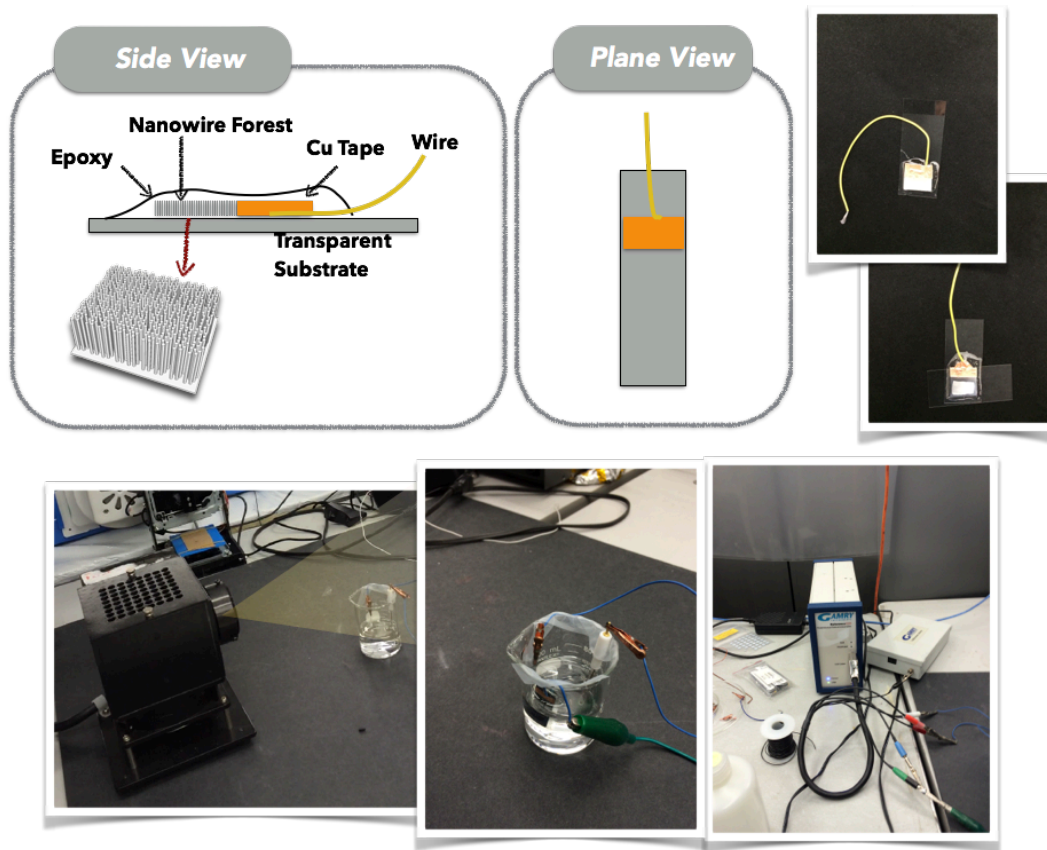 Side View
Nanowire Forest
Epoxy
Cu Tape
Wire
Transparent
Substrate
Plane View
GAMRY